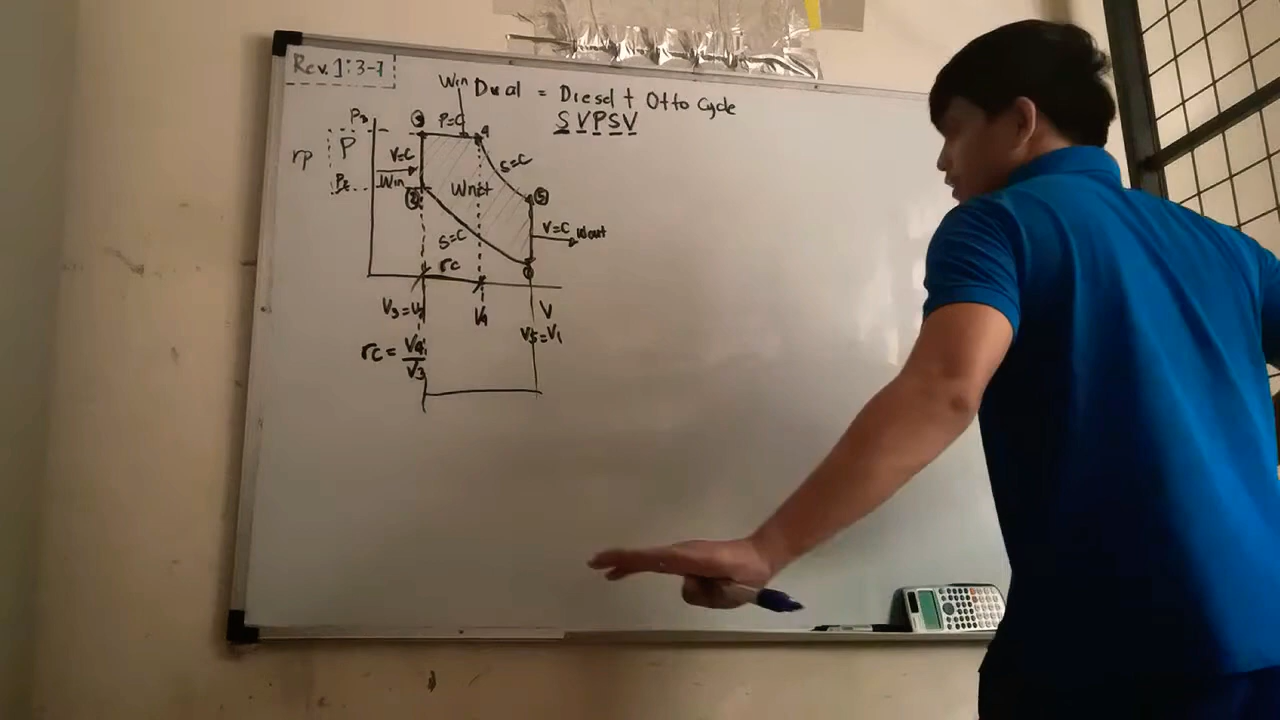 Rev. 1: 3-7
Dual = Diesel + Otto Cycle
SVPSV
Win
P3
3
P=C
4
rp
P
V=C
S=C
P2
Win
2
Wnet
5
V=C
Wout
S=C
rc
1
V3=V2
V4
V
V5=V1
rc = V4/V3